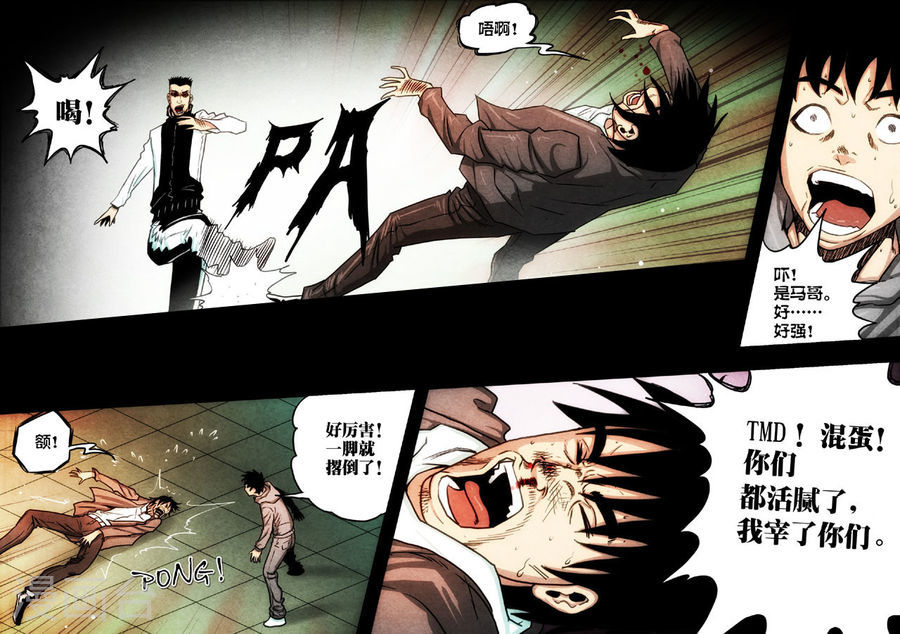 喝！
PA
唔啊！
吓！
是马哥。
好……
好强！
额！
PONG！
好厉害！
一脚就
撂倒了！
TMD！混蛋！
你们
都活腻了，
我宰了你们。